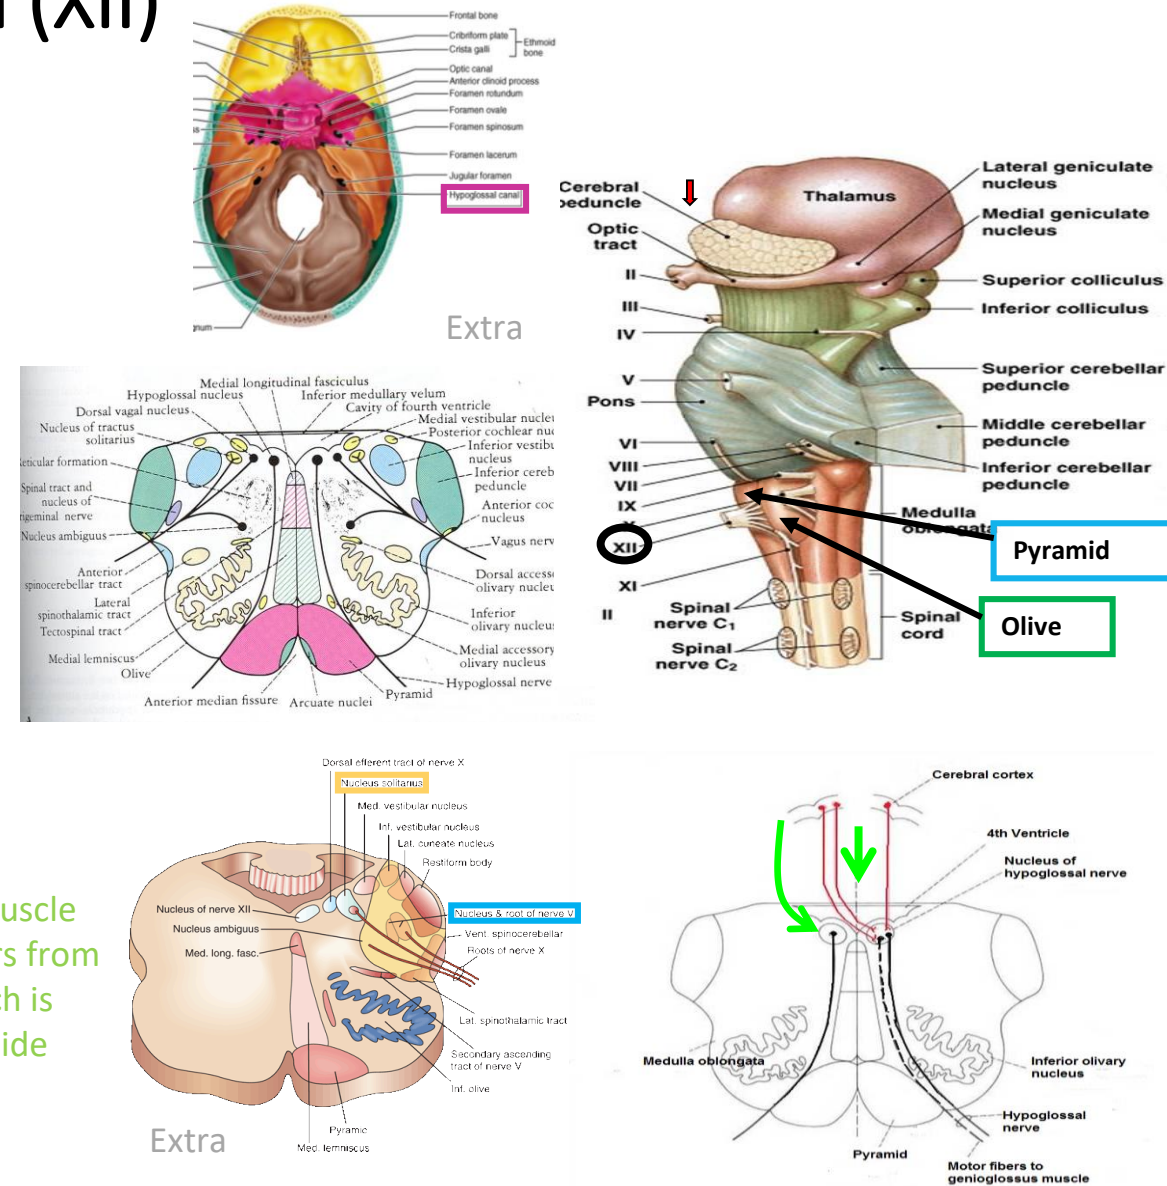 (XII)
Frontal bone
Cribriform plate
Crista galli
Ethmoid
bone
Optic canal
Anterior clinoid process
Foramen rotundum
Foramen ovale
Foramen spinosum
Foramen lacerum
Jugular foramen
Hypoglossal canal
Extra
Cerebral
peduncle
Optic
tract
II
III
IV
V
Pons
VI
VIII
VII
IX
X
XII
XI
II
Spinal
nerve C1
Spinal
nerve C2
Thalamus
Lateral geniculate
nucleus
Medial geniculate
nucleus
Superior colliculus
Inferior colliculus
Superior cerebellar
peduncle
Middle cerebellar
peduncle
Inferior cerebellar
peduncle
Medulla
oblongata
Pyramid
Olive
Spinal
cord
Medial longitudinal fasciculus
Hypoglossal nucleus
Inferior medullary velum
Dorsal vagal nucleus
Cavity of fourth ventricle
Nucleus of tractus
solitarius
Medial vestibular nucleu
Posterior cochlear nuc
Inferior vestibu
nucleus
Reticular formation
Inferior cereb
peduncle
Spinal tract and
nucleus of
rigeminal nerve
Anterior coc
nucleus
Nucleus ambiguus
Vagus nerv
Anterior
spinocerebellar tract
Dorsal access
olivary nucleu
Lateral
spinothalamic tract
Inferior
olivary nucleus
Tectospinal tract
Medial lemniscus
Medial accessory
olivary nucleus
Olive
Hypoglossal nerve
Anterior median fissure
Arcuate nuclei
Pyramid
Dorsal efferent tract of nerve X
Nucleus solitarius
Med. vestibular nucleus
Inf. vestibular nucleus
Lat. cuneate nucleus
Restiform body
Nucleus of nerve XII
Nucleus & root of nerve V
Nucleus ambiguus
Vent. spinocerebellar
Med. long. fasc.
Roots of nerve X
Lat. spinothalamic tract
Secondary ascending
tract of nerve V
Inf. olive
Pyramic
Med. lemniscus
uscle
rs from
ch is
ide
Extra
Cerebral cortex
4th Ventricle
Nucleus of
hypoglossal nerve
Medulla oblongata
Inferior olivary
nucleus
Hypoglossal
nerve
Pyramid
Motor fibers to
genioglossus muscle